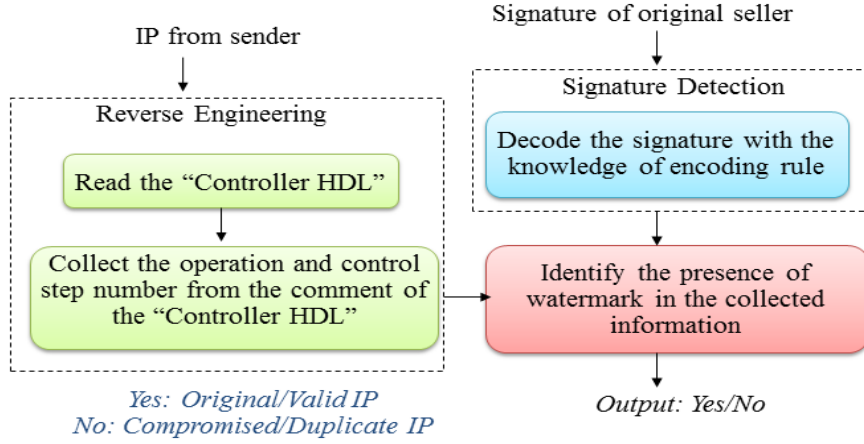 IP from sender
Reverse Engineering
Read the “Controller HDL”
Collect the operation and control
step number from the comment of
the “Controller HDL”
Yes: Original/Valid IP
No: Compromised/Duplicate IP
Signature of original seller
Signature Detection
Decode the signature with the
knowledge of encoding rule
Identify the presence of
watermark in the collected
information
Output: Yes/No